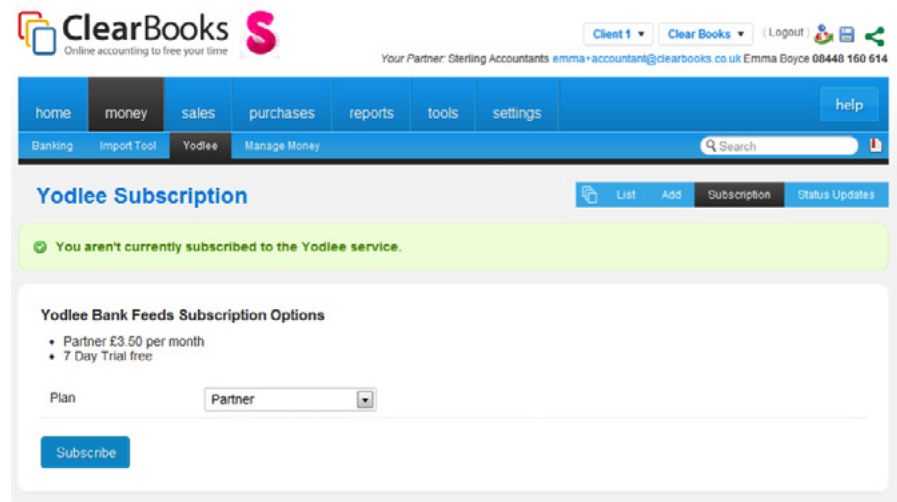 ClearBooks
Online accounting to free your time
S
Client 1 Clear Books (Logout)
Your Partner: Sterling Accountants emma+accountant@clearbooks.co.uk Emma Boyce 08448 160 614
home money sales purchases reports tools settings help
Banking Import Tool Yodlee Manage Money Search
Yodlee Subscription List Add Subscription Status Updates
You aren't currently subscribed to the Yodlee service.
Yodlee Bank Feeds Subscription Options
• Partner £3.50 per month
• 7 Day Trial free
Plan Partner
Subscribe